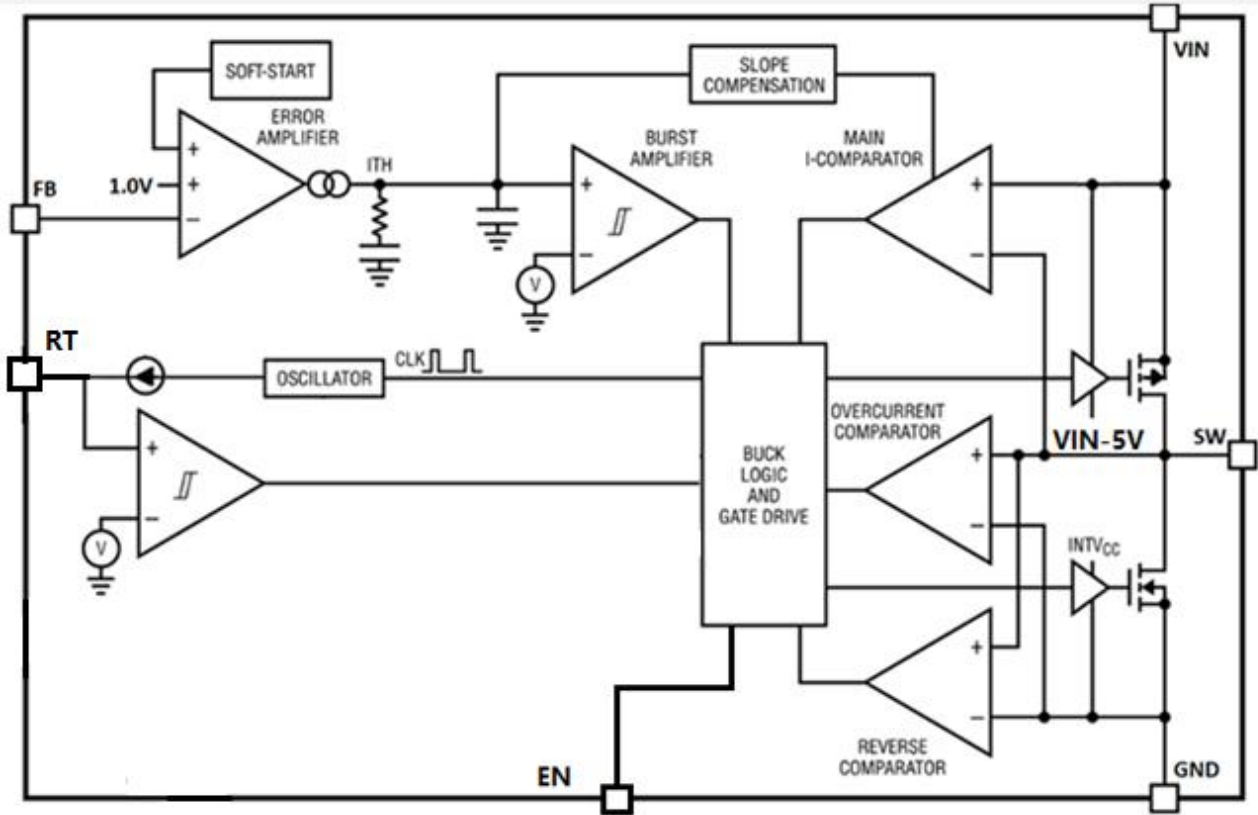 VIN
SOFT-START
SLOPE
COMPENSATION
ERROR
AMPLIFIER
BURST
AMPLIFIER
MAIN
I-COMPARATOR
ITH
FB
1.0V
+
+
−
+
−
+
−
V
RT
CLK
OSCILLATOR
OVERCURRENT
COMPARATOR
VIN-5V
SW
+
−
V
BUCK
LOGIC
AND
GATE DRIVE
+
−
INTVCC
+
−
REVERSE
COMPARATOR
EN
GND